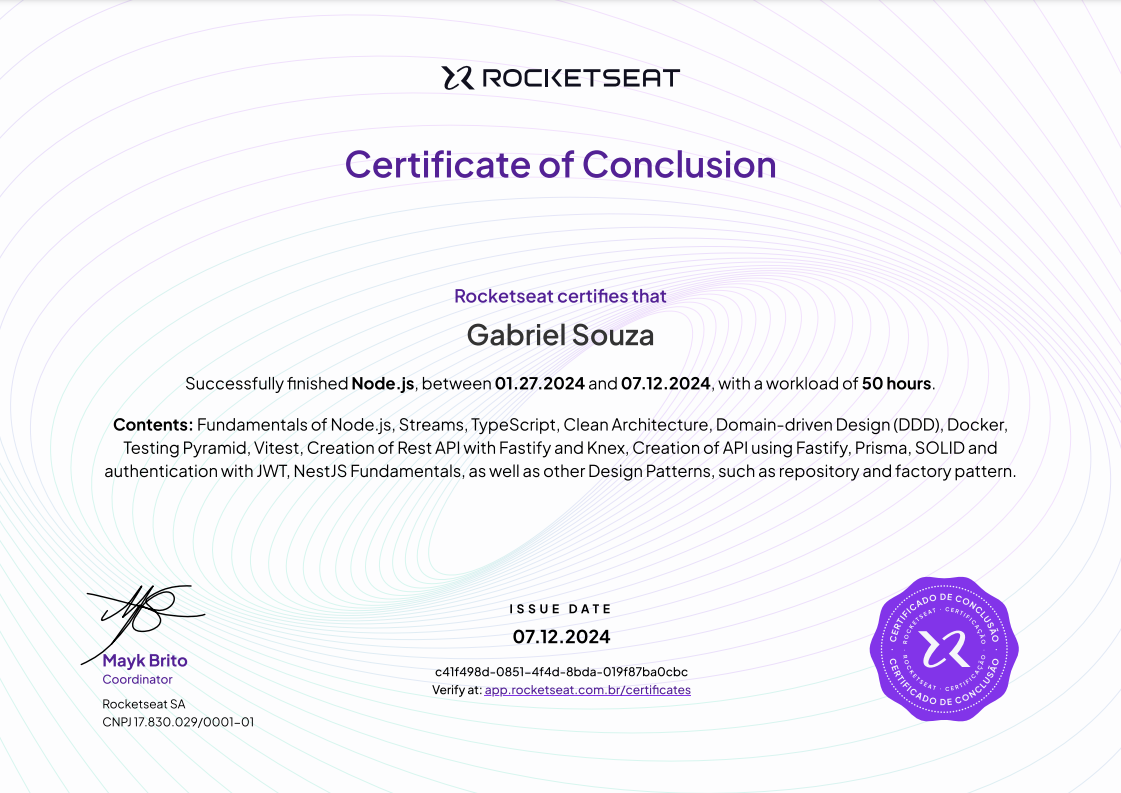 ROCKETSEAT
Certificate of Conclusion
Rocketseat certifies that
Gabriel Souza
Successfully finished Node.js, between 01.27.2024 and 07.12.2024, with a workload of 50 hours.
Contents: Fundamentals of Node.js, Streams, TypeScript, Clean Architecture, Domain-driven Design (DDD), Docker,
Testing Pyramid, Vitest, Creation of Rest API with Fastify and Knex, Creation of API using Fastify, Prisma, SOLID and
authentication with JWT, NestJS Fundamentals, as well as other Design Patterns, such as repository and factory pattern.
Mayk Brito
Coordinator
Rocketseat SA
CNPJ 17.830.029/0001-01
ISSUE DATE
07.12.2024
c41f498d-0851-4f4d-8bda-019f87ba0cbc
Verify at: app.rocketseat.com.br/certificates
CERTIFICADO DE CONCLUSÃO
ROCKETSEAT · CERTIFICAÇÃO
ROCKETSEAT · CERTIFICAÇÃO
CERTIFICADO DE CONCLUSÃO